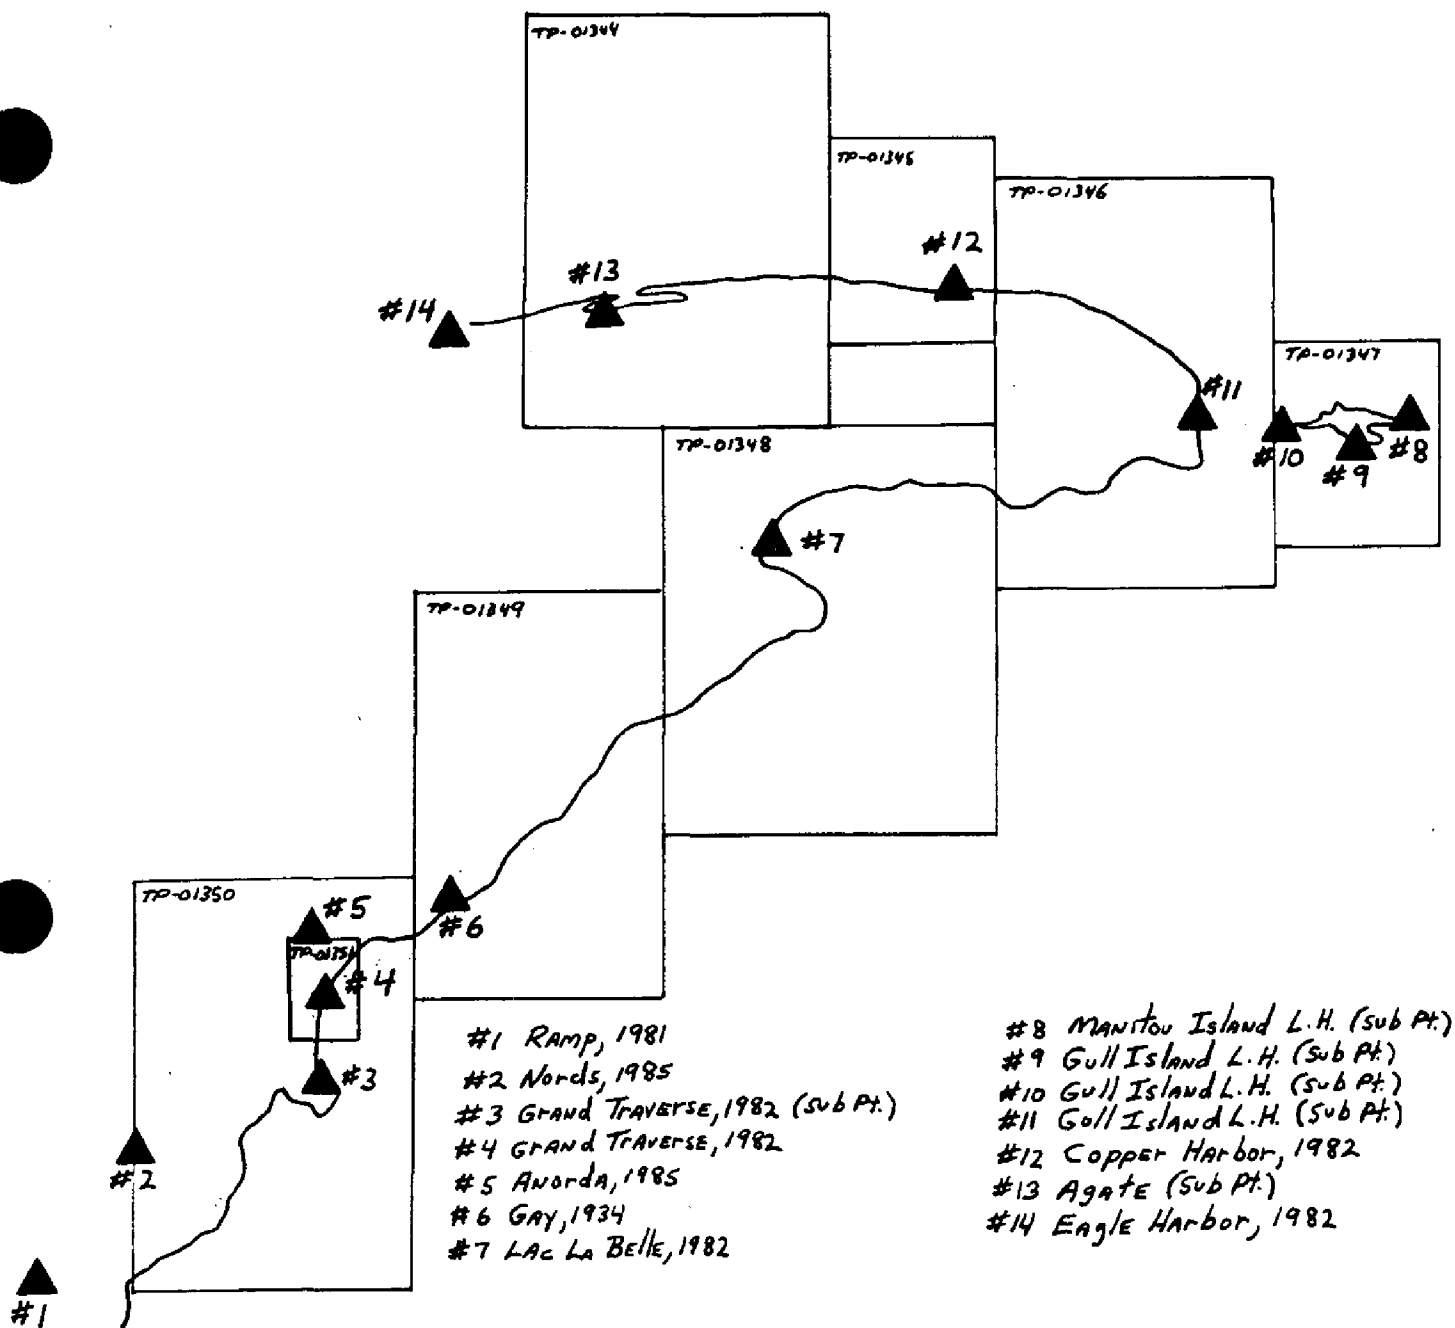 TP-01344
TP-01345
TP-01346
#12
#13
#14
TP-01347
#11
#10
#9
#8
TP-01348
#7
TP-01349
TP-01350
#5
#6
TP-01351
#4
#3
#2
#1
#1 Ramp, 1981
#2 Nords, 1985
#3 Grand Traverse, 1982 (Sub Pt.)
#4 Grand Traverse, 1982
#5 Anorda, 1985
#6 Gay, 1934
#7 Lac La Belle, 1982
#8 Manitou Island L.H. (Sub Pt.)
#9 Gull Island L.H. (Sub Pt.)
#10 Gull Island L.H. (Sub Pt.)
#11 Gull Island L.H. (Sub Pt.)
#12 Copper Harbor, 1982
#13 Agate (Sub Pt.)
#14 Eagle Harbor, 1982